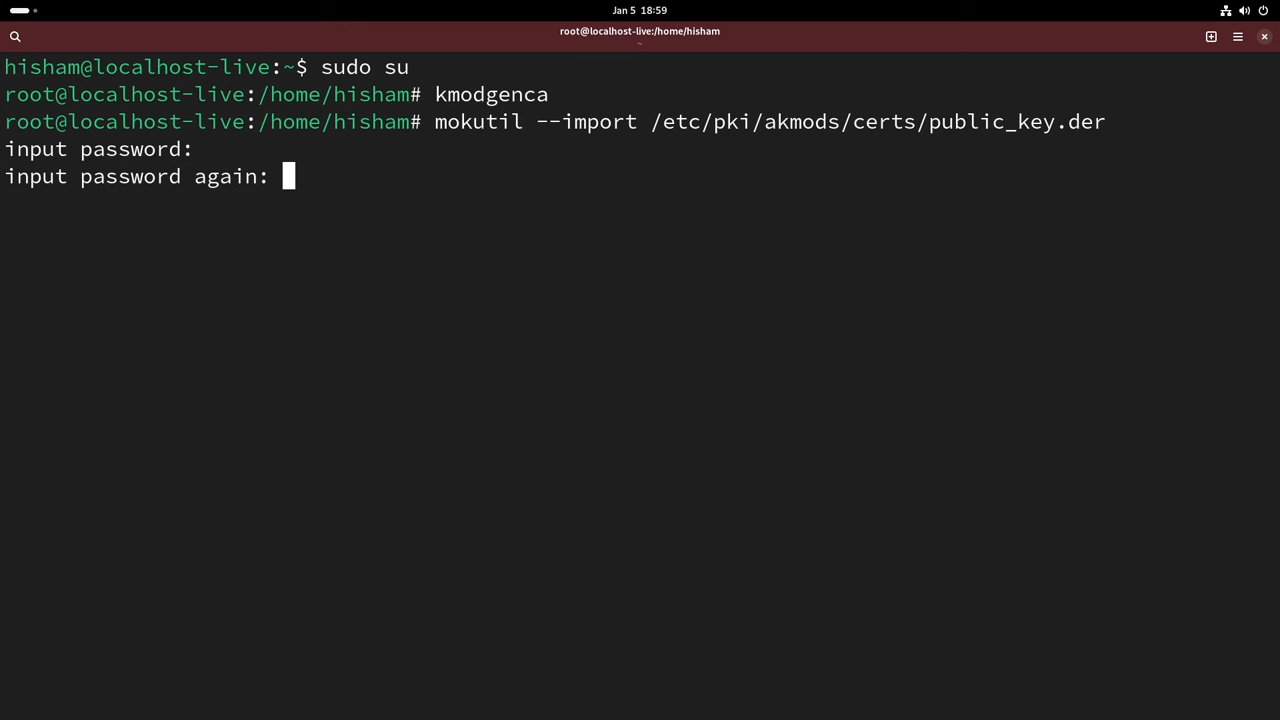 Jan 5 18:59
root@localhost-live:/home/hisham
~
hisham@localhost-live:~$ sudo su
root@localhost-live:/home/hisham# kmodgenca
root@localhost-live:/home/hisham# mokutil --import /etc/pki/akmods/certs/public_key.der
input password:
input password again: